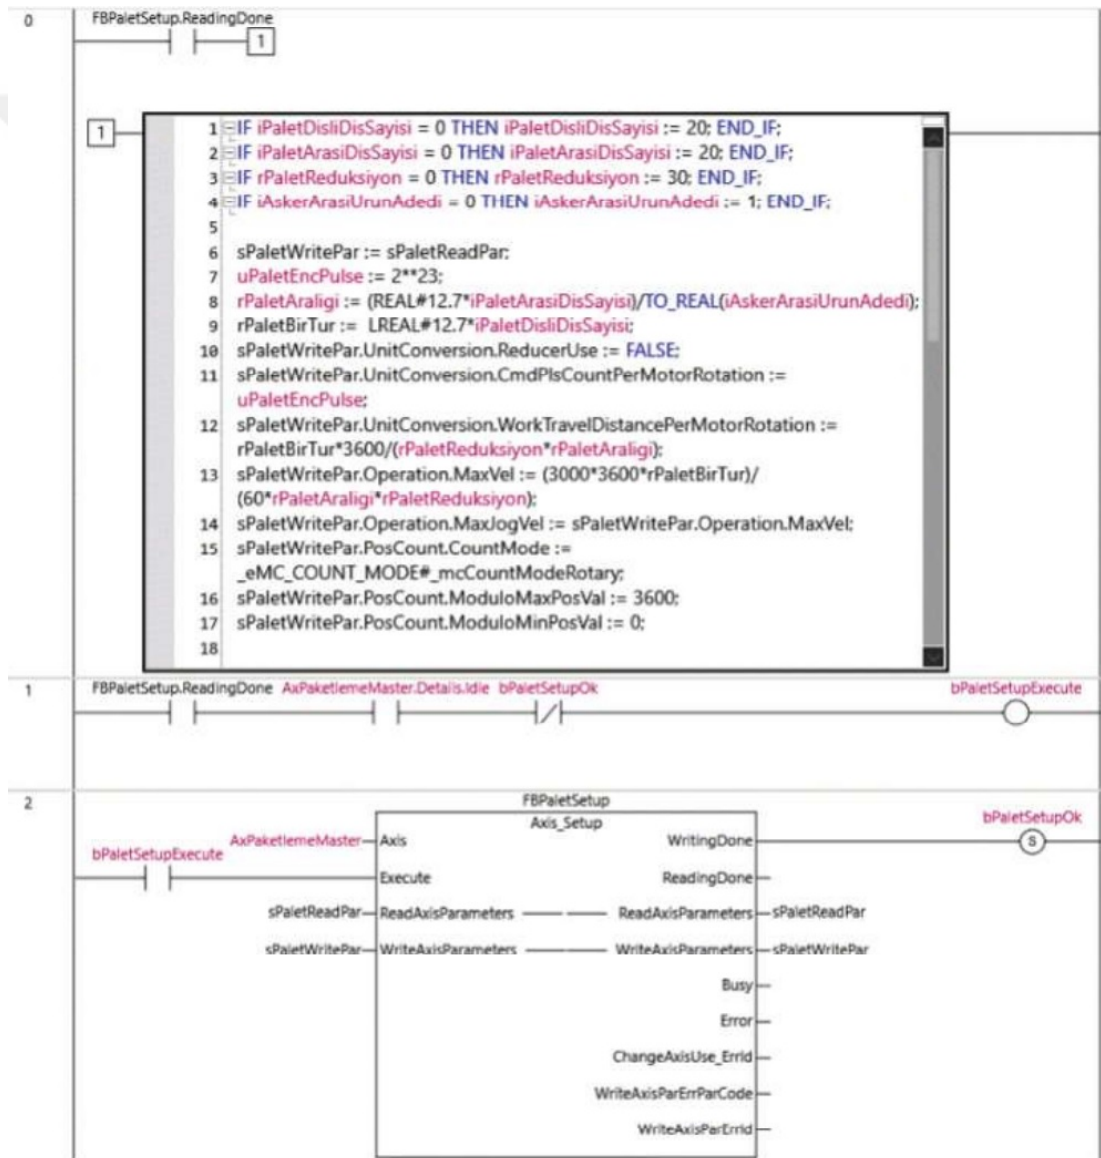 0
FBPaletSetup.ReadingDone
1
1
1 IF iPaletDisliDisSayisi = 0 THEN iPaletDisliDisSayisi := 20; END_IF;
2 IF iPaletArasiDisSayisi = 0 THEN iPaletArasiDisSayisi := 20; END_IF;
3 IF rPaletReduksiyon = 0 THEN rPaletReduksiyon := 30; END_IF;
4 IF iAskerArasiUrunAdedi = 0 THEN iAskerArasiUrunAdedi := 1; END_IF;
5
6 sPaletWritePar := sPaletReadPar;
7 uPaletEncPulse := 2**23;
8 rPaletAraligi := (REAL#12.7*iPaletArasiDisSayisi)/TO_REAL(iAskerArasiUrunAdedi);
9 rPaletBirTur := LREAL#12.7*iPaletDisliDisSayisi;
10 sPaletWritePar.UnitConversion.ReducerUse := FALSE;
11 sPaletWritePar.UnitConversion.CmdPlsCountPerMotorRotation :=
uPaletEncPulse;
12 sPaletWritePar.UnitConversion.WorkTravelDistancePerMotorRotation :=
rPaletBirTur*3600/(rPaletReduksiyon*rPaletAraligi);
13 sPaletWritePar.Operation.MaxVel := (3000*3600*rPaletBirTur)/
(60*rPaletAraligi*rPaletReduksiyon);
14 sPaletWritePar.Operation.MaxJogVel := sPaletWritePar.Operation.MaxVel;
15 sPaletWritePar.PosCount.CountMode :=
_eMC_COUNT_MODE#_mcCountModeRotary;
16 sPaletWritePar.PosCount.ModuloMaxPosVal := 3600;
17 sPaletWritePar.PosCount.ModuloMinPosVal := 0;
18
1
FBPaletSetup.ReadingDone AxPaketlemeMaster.Details.Idle bPaletSetupOk bPaletSetupExecute
2
FBPaletSetup
Axis_Setup
bPaletSetupOk
AxPaketlemeMaster Axis WritingDone S
bPaletSetupExecute
Execute ReadingDone
sPaletReadPar ReadAxisParameters ReadAxisParameters sPaletReadPar
sPaletWritePar WriteAxisParameters WriteAxisParameters sPaletWritePar
Busy
Error
ChangeAxisUse_ErrId
WriteAxisParErrParCode
WriteAxisParErrId